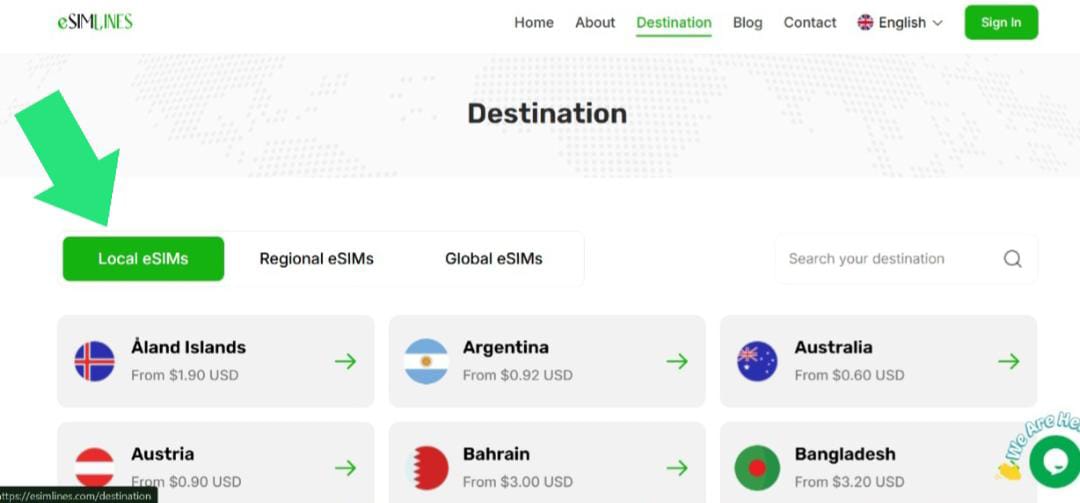 eSIMLINES
Home About Destination Blog Contact English Sign In
Destination
Local eSIMs Regional eSIMs Global eSIMs Search your destination
Åland Islands
From $1.90 USD
Argentina
From $0.92 USD
Australia
From $0.60 USD
Austria
From $0.90 USD
Bahrain
From $3.00 USD
Bangladesh
From $3.20 USD
We Are He
ttps://esimlines.com/destination